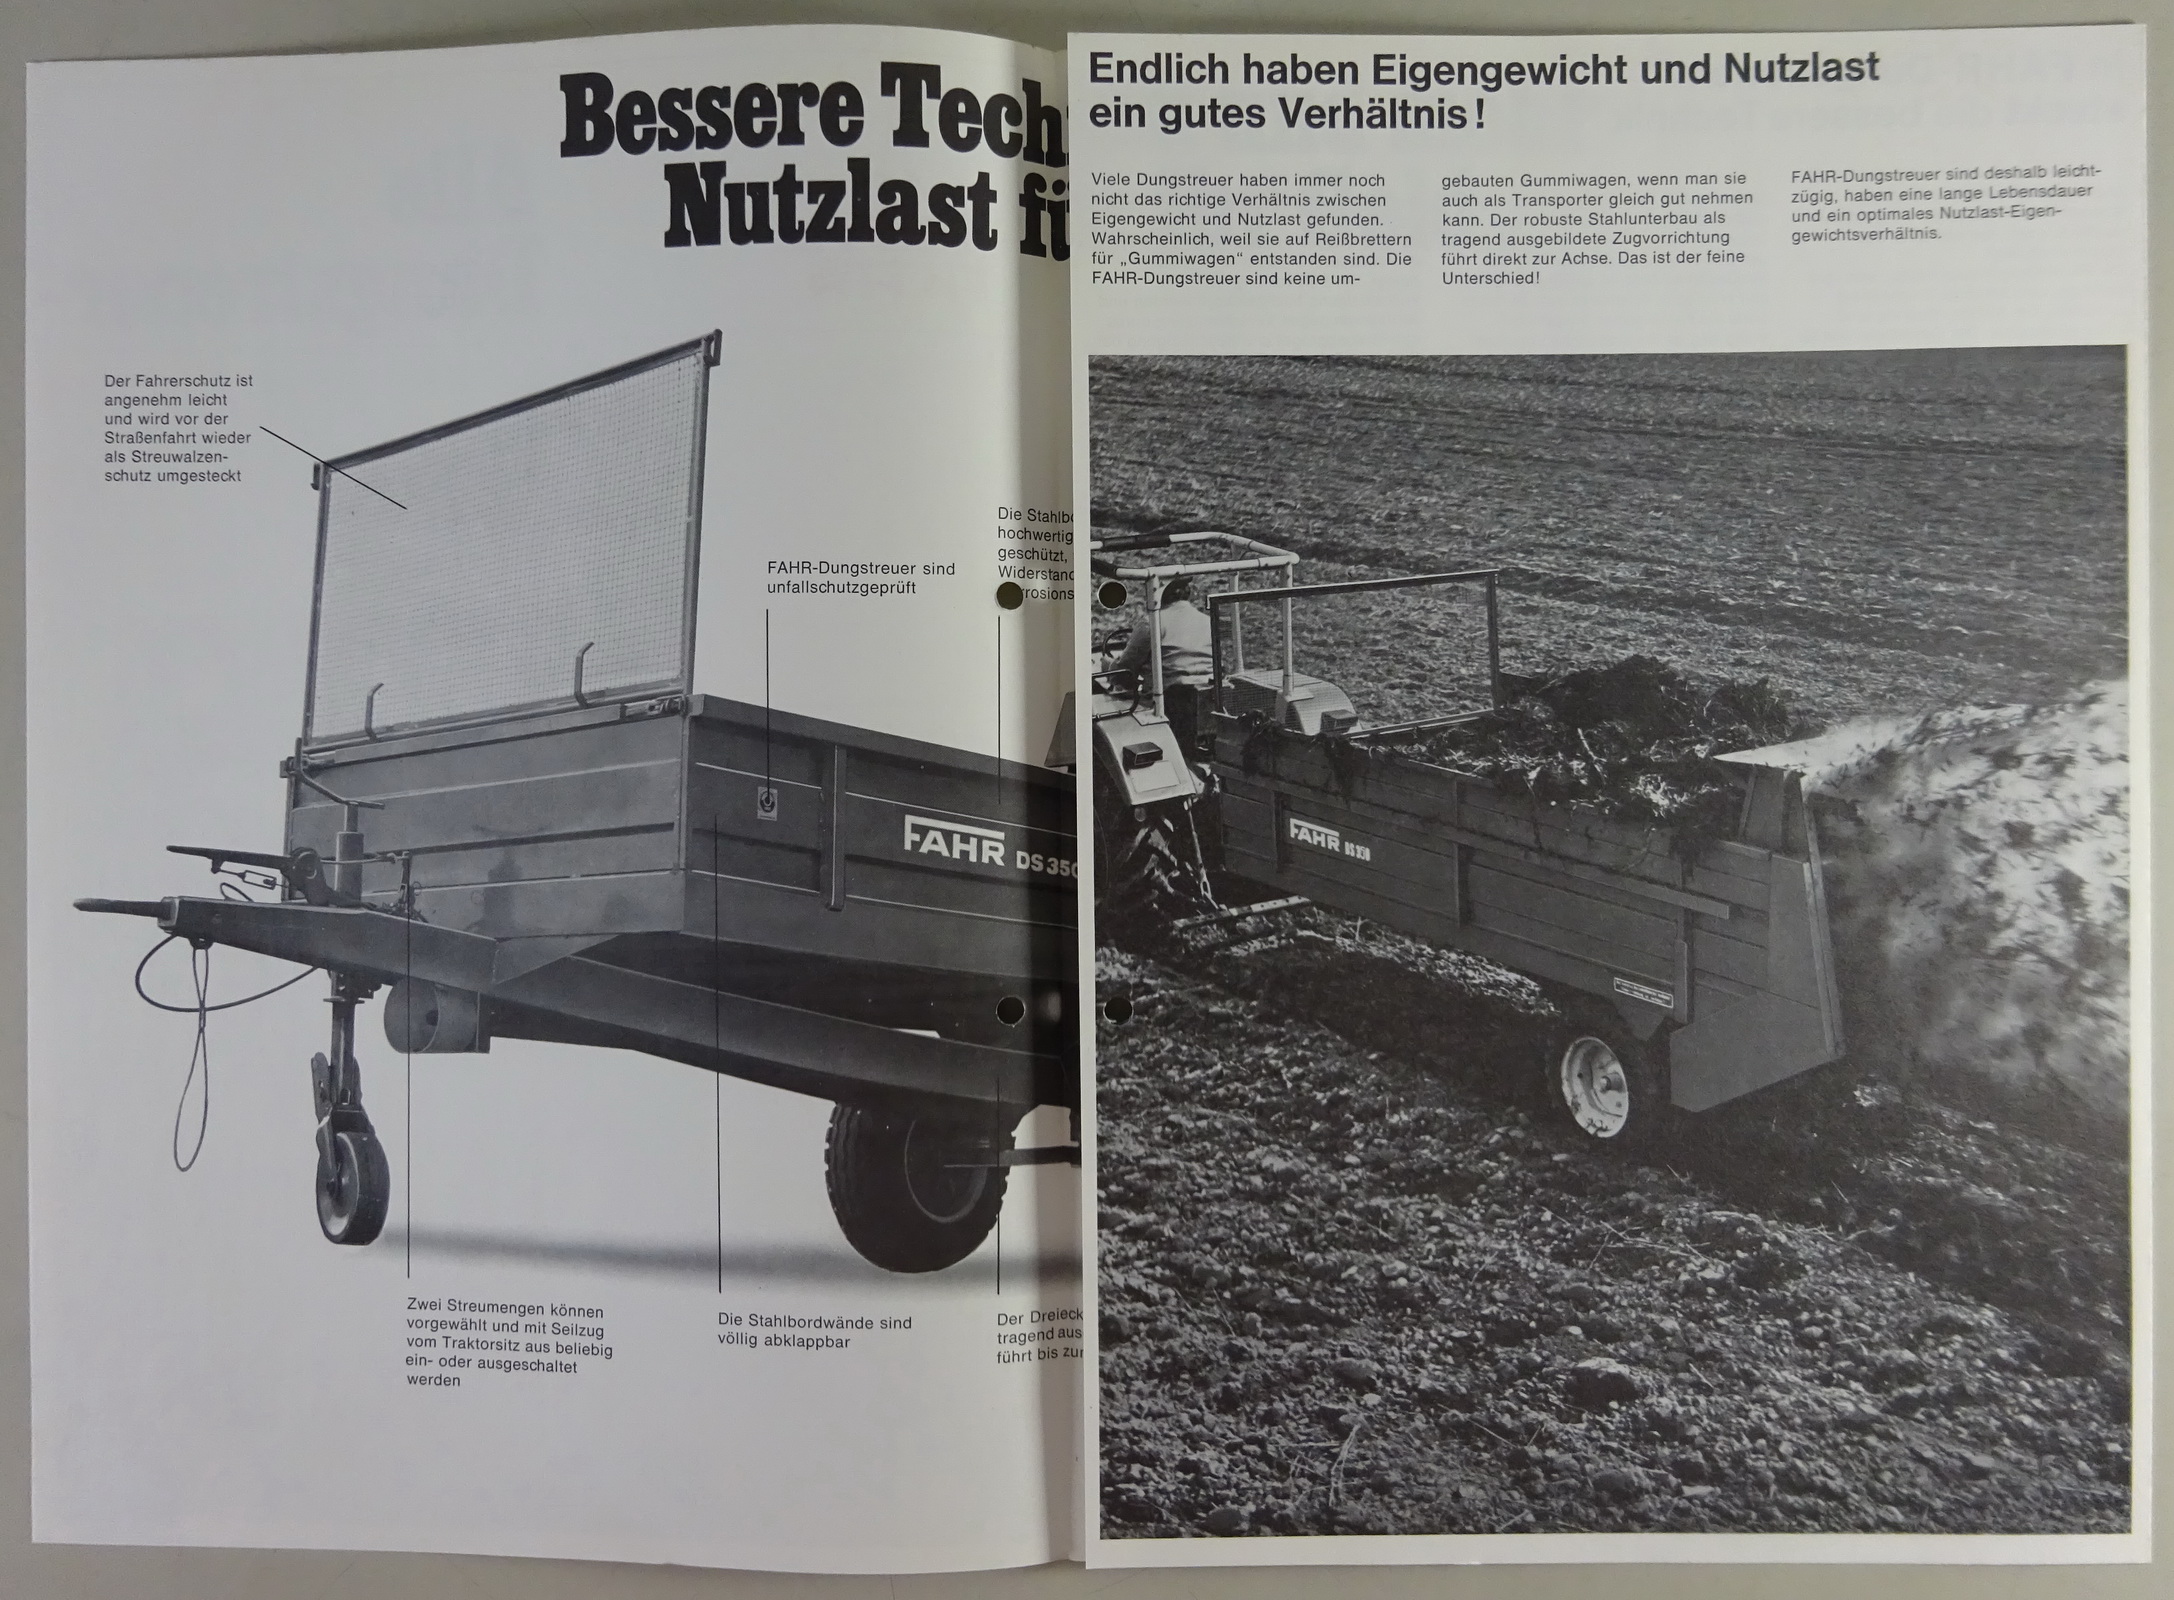 Bessere Tech
Nutzlast fü
Der Fahrerschutz ist
angenehm leicht
und wird vor der
Straßenfahrt wieder
als Streuwalzen-
schutz umgesteckt
FAHR-Dungstreuer sind
unfallschutzgeprüft
Die Stahlbo
hochwertig
geschützt,
Widerstand
rrosions
FAHR DS 350
Zwei Streumengen können
vorgewählt und mit Seilzug
vom Traktorsitz aus beliebig
ein- oder ausgeschaltet
werden
Die Stahlbordwände sind
völlig abklappbar
Der Dreieck
tragend aus
führt bis zur
Endlich haben Eigengewicht und Nutzlast
ein gutes Verhältnis!
Viele Dungstreuer haben immer noch
nicht das richtige Verhältnis zwischen
Eigengewicht und Nutzlast gefunden.
Wahrscheinlich, weil sie auf Reißbrettern
für „Gummiwagen“ entstanden sind. Die
FAHR-Dungstreuer sind keine um-
gebauten Gummiwagen, wenn man sie
auch als Transporter gleich gut nehmen
kann. Der robuste Stahlunterbau als
tragend ausgebildete Zugvorrichtung
führt direkt zur Achse. Das ist der feine
Unterschied!
FAHR-Dungstreuer sind deshalb leicht-
zügig, haben eine lange Lebensdauer
und ein optimales Nutzlast-Eigen-
gewichtsverhältnis.
FAHR